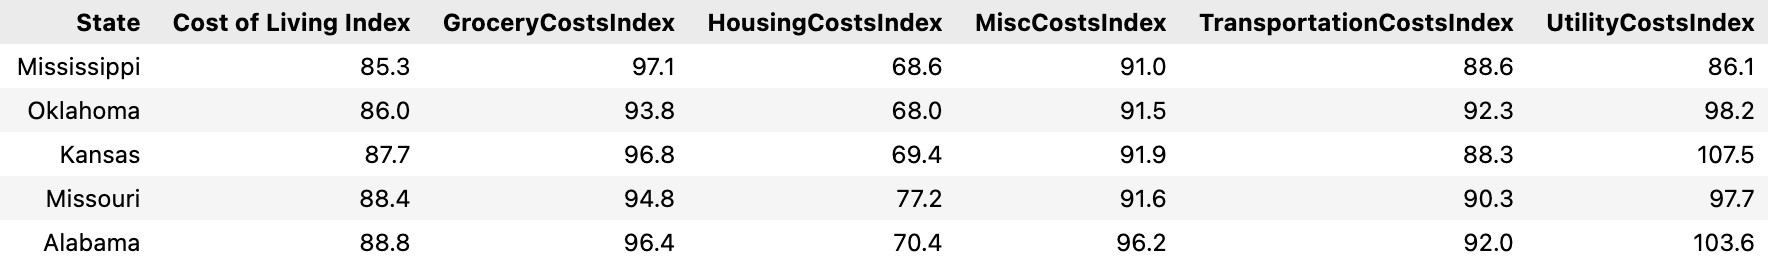 State Cost of Living Index GroceryCostsIndex HousingCostsIndex MiscCostsIndex TransportationCostsIndex UtilityCostsIndex
Mississippi 85.3 97.1 68.6 91.0 88.6 86.1
Oklahoma 86.0 93.8 68.0 91.5 92.3 98.2
Kansas 87.7 96.8 69.4 91.9 88.3 107.5
Missouri 88.4 94.8 77.2 91.6 90.3 97.7
Alabama 88.8 96.4 70.4 96.2 92.0 103.6